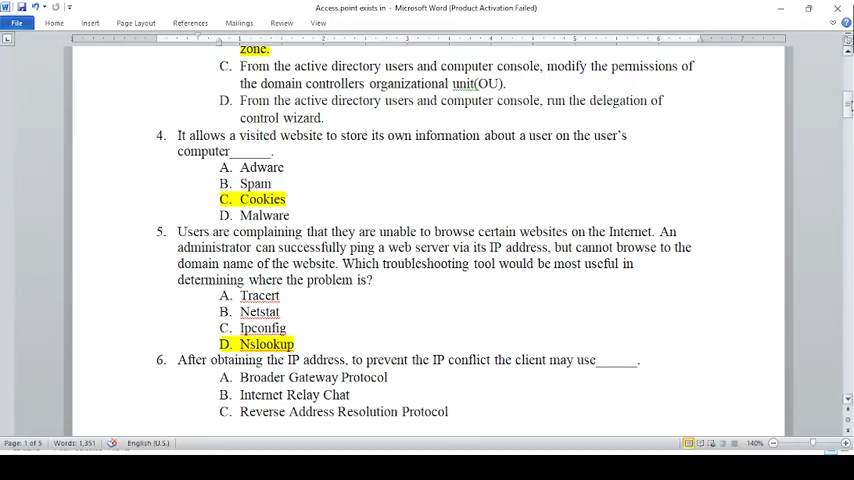 Access point exists in - Microsoft Word (Product Activation Failed)
File Home Insert Page Layout References Mailings Review View
zone.
C. From the active directory users and computer console, modify the permissions of
the domain controllers organizational unit(OU).
D. From the active directory users and computer console, run the delegation of
control wizard.
4. It allows a visited website to store its own information about a user on the user's
computer______.
A. Adware
B. Spam
C. Cookies
D. Malware
5. Users are complaining that they are unable to browse certain websites on the Internet. An
administrator can successfully ping a web server via its IP address, but cannot browse to the
domain name of the website. Which troubleshooting tool would be most useful in
determining where the problem is?
A. Tracert
B. Netstat
C. Ipconfig
D. Nslookup
6. After obtaining the IP address, to prevent the IP conflict the client may use______.
A. Broader Gateway Protocol
B. Internet Relay Chat
C. Reverse Address Resolution Protocol
Page: 1 of 5 Words: 1,351 English (U.S.) 140%